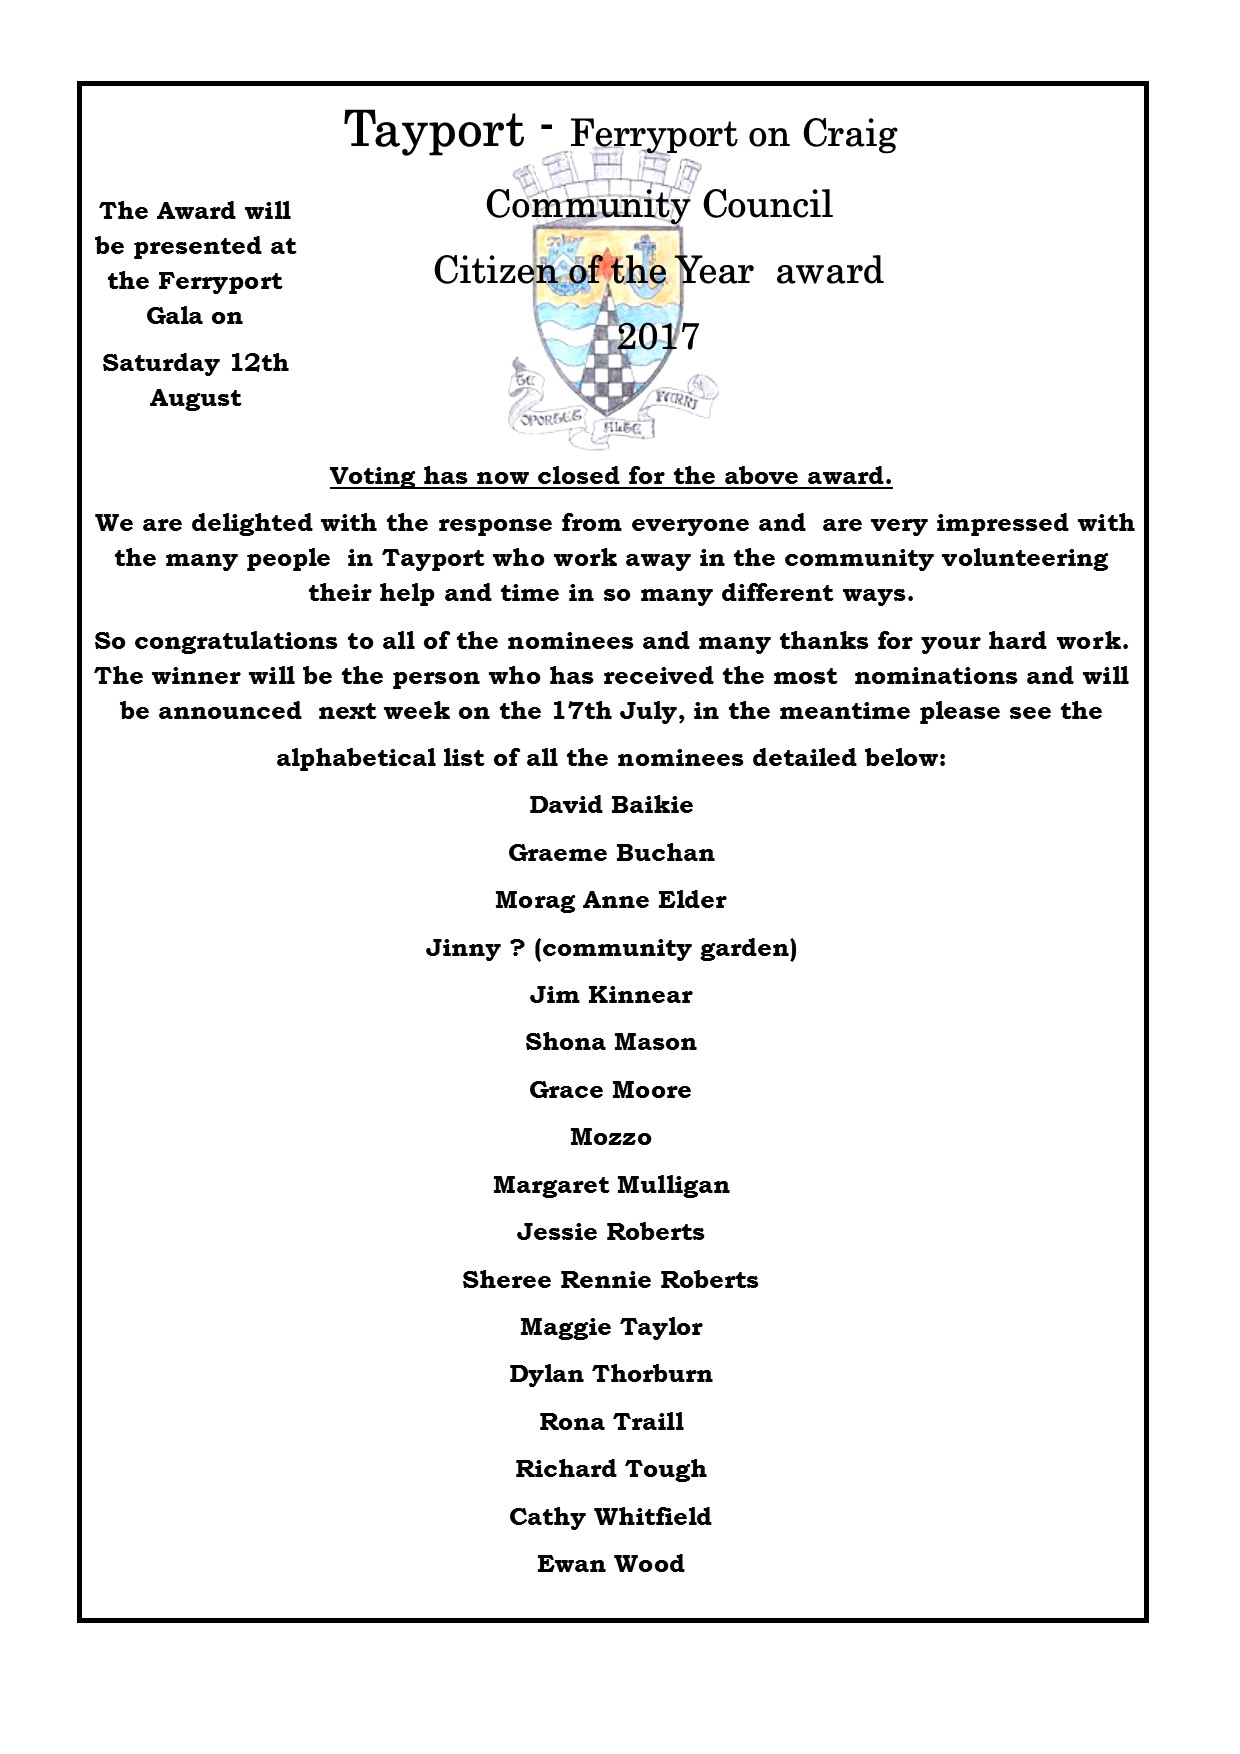 Tayport - Ferryport on Craig
Community Council
Citizen of the Year award
2017
The Award will
be presented at
the Ferryport
Gala on
Saturday 12th
August
TE
OPORTET
ALTE
FERRI
Voting has now closed for the above award.
We are delighted with the response from everyone and are very impressed with
the many people in Tayport who work away in the community volunteering
their help and time in so many different ways.
So congratulations to all of the nominees and many thanks for your hard work.
The winner will be the person who has received the most nominations and will
be announced next week on the 17th July, in the meantime please see the
alphabetical list of all the nominees detailed below:
David Baikie
Graeme Buchan
Morag Anne Elder
Jinny ? (community garden)
Jim Kinnear
Shona Mason
Grace Moore
Mozzo
Margaret Mulligan
Jessie Roberts
Sheree Rennie Roberts
Maggie Taylor
Dylan Thorburn
Rona Traill
Richard Tough
Cathy Whitfield
Ewan Wood